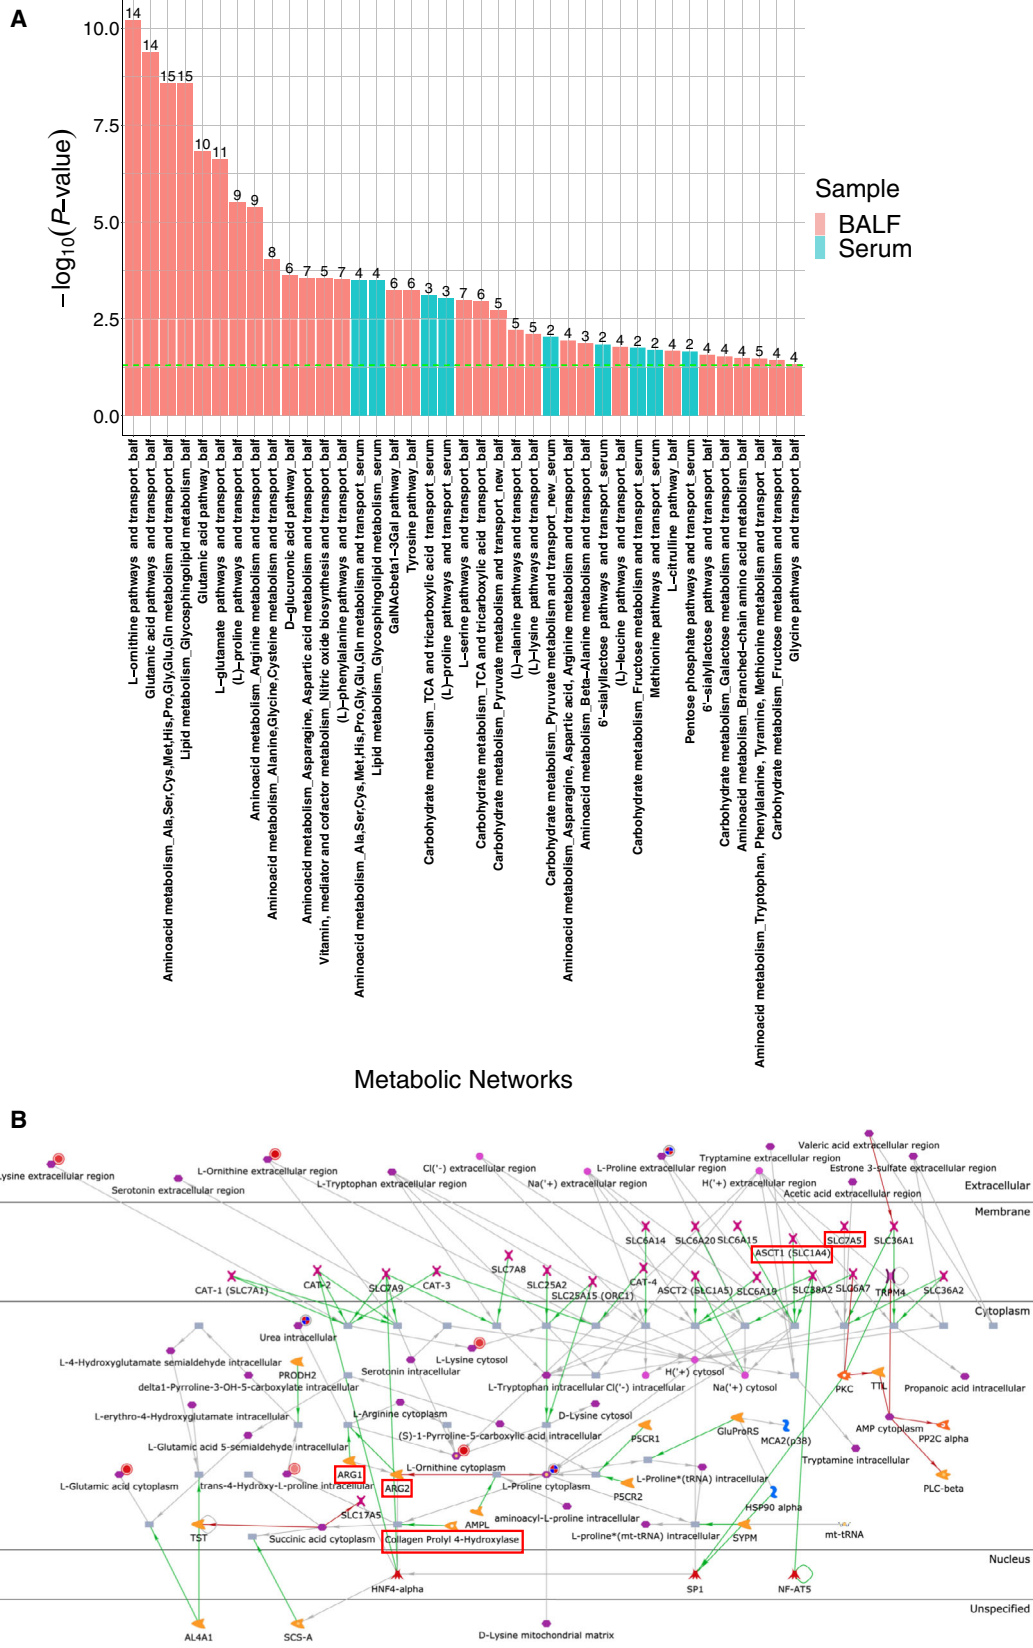 A
14
14
15 15
10
11
9
9
8
6
7
5
7
4
4
6
6
3
3
7
6
5
5
5
2
4
3
2
4
2
2
4
2
4
4
4
5
4
4
10.0
7.5
5.0
2.5
0.0
−log10(P−value)
Sample
BALF
Serum
L−ornithine pathways and transport_balf
Glutamic acid pathways and transport_balf
Aminoacid metabolism_Ala,Ser,Cys,Met,His,Pro,Gly,Glu,Gln metabolism and transport_balf
Lipid metabolism_Glycosphingolipid metabolism_balf
Glutamic acid pathway_balf
L−glutamate pathways and transport_balf
(L)−proline pathways and transport_balf
Aminoacid metabolism_Arginine metabolism and transport_balf
Aminoacid metabolism_Alanine,Glycine,Cysteine metabolism and transport_balf
D−glucuronic acid pathway_balf
Aminoacid metabolism_Asparagine, Aspartic acid metabolism and transport_balf
Vitamin, mediator and cofactor metabolism_Nitric oxide biosynthesis and transport_balf
(L)−phenylalanine pathways and transport_balf
Aminoacid metabolism_Ala,Ser,Cys,Met,His,Pro,Gly,Glu,Gln metabolism and transport_serum
Lipid metabolism_Glycosphingolipid metabolism_serum
GalNAcbeta1−3Gal pathway_balf
Tyrosine pathway_balf
Carbohydrate metabolism_TCA and tricarboxylic acid transport_serum
(L)−proline pathways and transport_serum
L−serine pathways and transport_balf
Carbohydrate metabolism_TCA and tricarboxylic acid transport_balf
Carbohydrate metabolism_Pyruvate metabolism and transport_new_balf
(L)−alanine pathways and transport_balf
(L)−lysine pathways and transport_balf
Carbohydrate metabolism_Pyruvate metabolism and transport_new_serum
Aminoacid metabolism_Asparagine, Aspartic acid, Arginine metabolism and transport_balf
Aminoacid metabolism_Beta−Alanine metabolism_balf
6'−sialyllactose pathways and transport_serum
(L)−leucine pathways and transport_balf
Carbohydrate metabolism_Fructose metabolism and transport_serum
Methionine pathways and transport_serum
L−citrulline pathway_balf
Pentose phosphate pathways and transport_serum
6'−sialyllactose pathways and transport_balf
Carbohydrate metabolism_Galactose metabolism and transport_balf
Aminoacid metabolism_Branched−chain amino acid metabolism_balf
Aminoacid metabolism_Tryptophan, Phenylalanine, Tyramine, Methionine metabolism and transport_balf
Carbohydrate metabolism_Fructose metabolism and transport_balf
Glycine pathways and transport_balf
Metabolic Networks
B
Valeric acid extracellular region
L-Ornithine extracellular region
Cl('-) extracellular region
L-Proline extracellular region
Tryptamine extracellular region
Estrone 3-sulfate extracellular region
ysine extracellular region
Serotonin extracellular region
L-Tryptophan extracellular region
Na('+) extracellular region
H('+) extracellular region
Acetic acid extracellular region
Extracellular
Membrane
SLC6A14
SLC6A20
SLC6A15
ASCT1 (SLC1A4)
SLC7A5
SLC36A1
CAT-1 (SLC7A1)
CAT-2
SLC7A9
CAT-3
SLC7A8
SLC25A2
SLC25A15 (ORC1)
CAT-4
ASCT2 (SLC1A5)
SLC6A19
SLC38A2
SLC6A7
TRPM4
SLC36A2
Cytoplasm
Urea intracellular
L-4-Hydroxyglutamate semialdehyde intracellular
PRODH2
Serotonin intracellular
L-Lysine cytosol
H('+) cytosol
delta1-Pyrroline-3-OH-5-carboxylate intracellular
L-Tryptophan intracellular
Cl('-) intracellular
Na('+) cytosol
PKC
TTL
Propanoic acid intracellular
L-erythro-4-Hydroxyglutamate intracellular
L-Arginine cytoplasm
D-Lysine cytosol
(S)-1-Pyrroline-5-carboxylic acid intracellular
P5CR1
GluProRS
MCA2(p38)
AMP cytoplasm
PP2C alpha
L-Glutamic acid 5-semialdehyde intracellular
Tryptamine intracellular
L-Glutamic acid cytoplasm
trans-4-Hydroxy-L-proline intracellular
ARG1
ARG2
L-Ornithine cytoplasm
L-Proline cytoplasm
P5CR2
L-Proline*(tRNA) intracellular
PLC-beta
SLC17A5
HSP90 alpha
TST
Succinic acid cytoplasm
AMPL
Collagen Prolyl 4-Hydroxylase
aminoacyl-L-proline intracellular
L-proline*(mt-tRNA) intracellular
SYPM
mt-tRNA
Nucleus
HNF4-alpha
SP1
NF-AT5
Unspecified
AL4A1
SCS-A
D-Lysine mitochondrial matrix